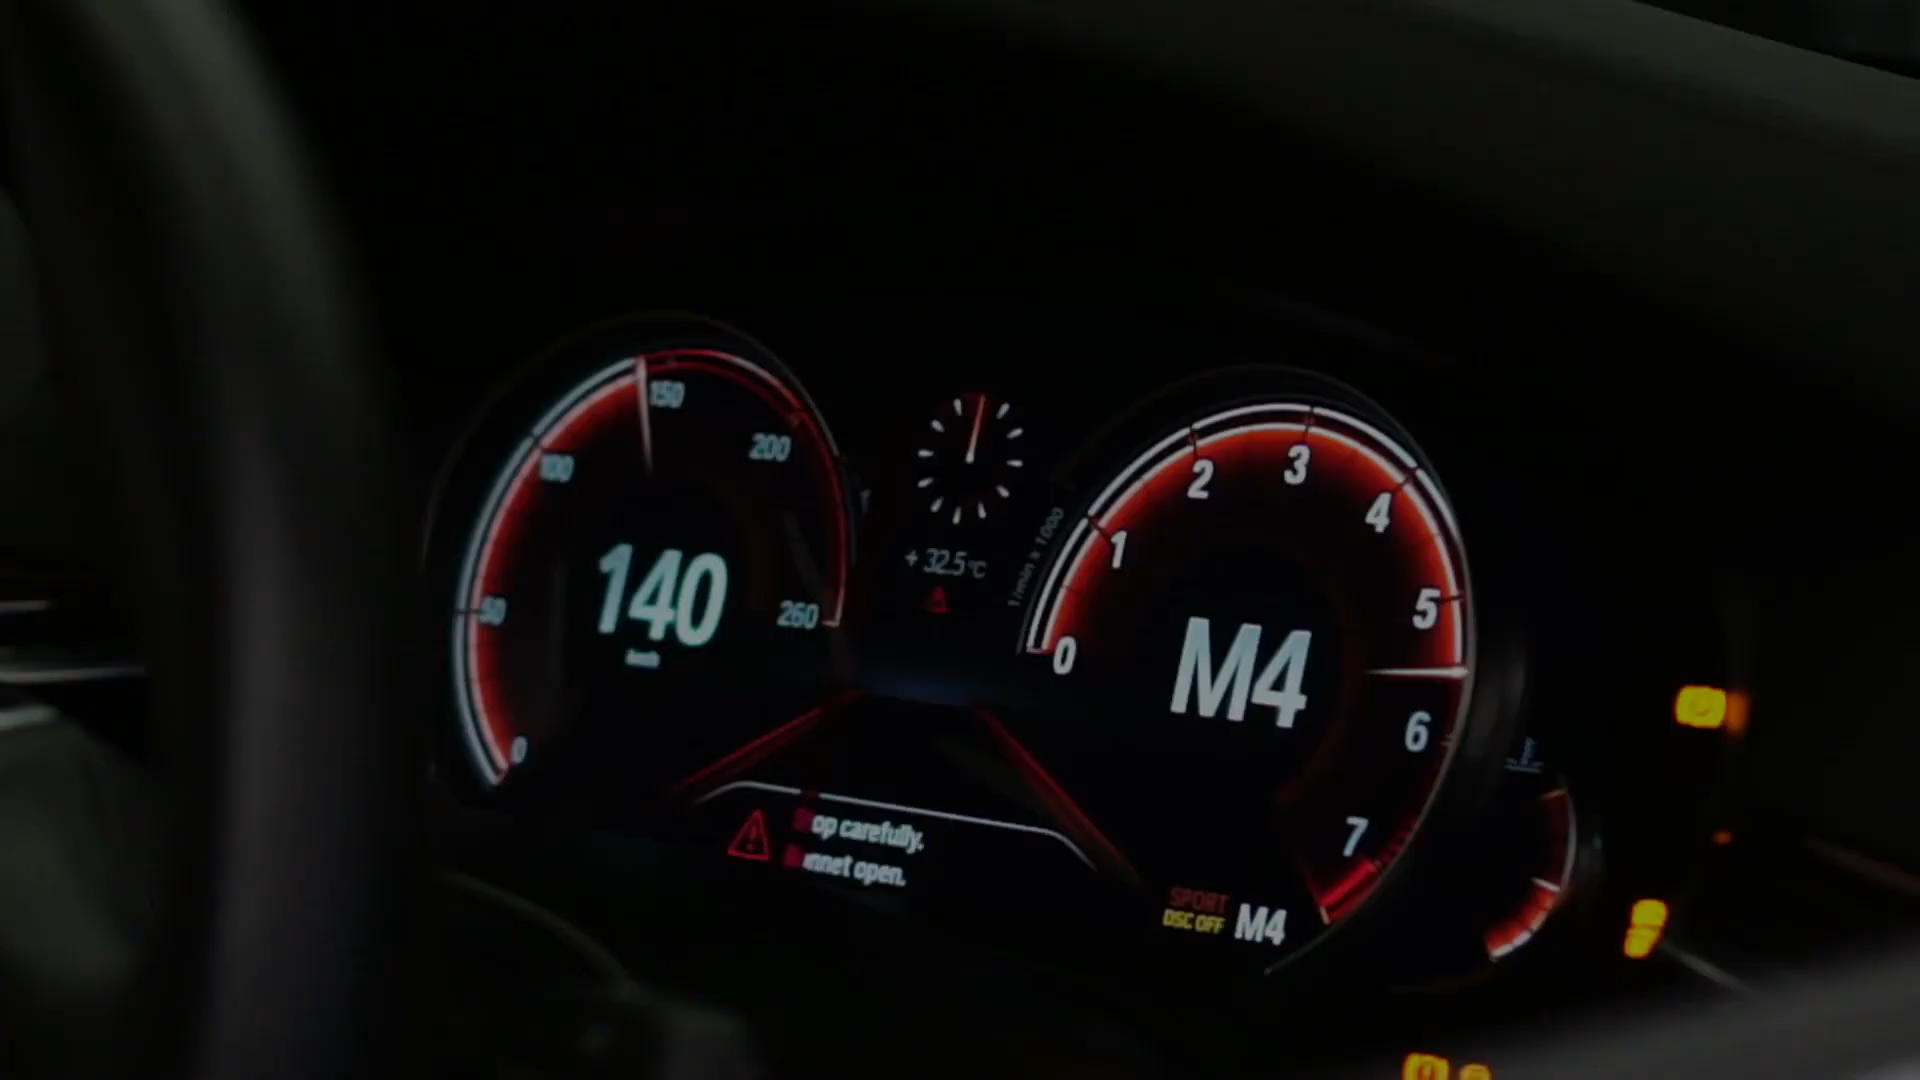 150
100
200
50
140
260
km/h
0
+ 32.5 °C
1/min x 1000
0
1
2
3
4
5
6
7
M4
op carefully.
nnet open.
SPORT
DSC OFF
M4